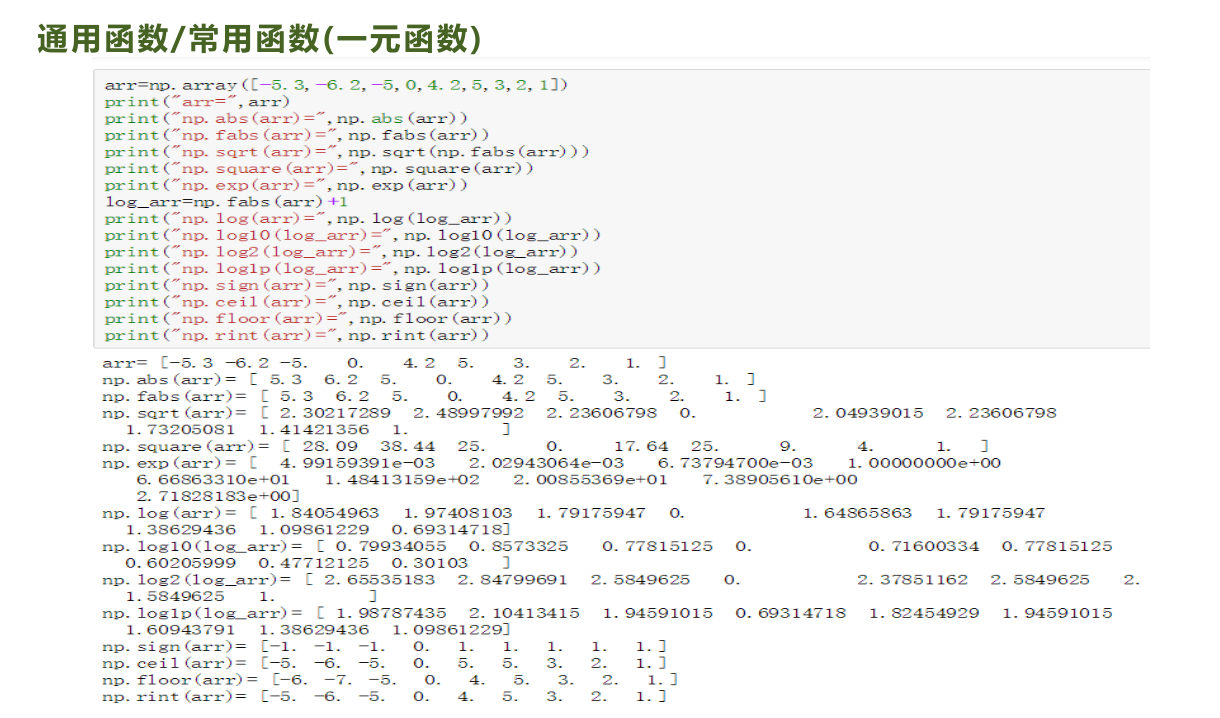 通用函数/常用函数(一元函数)
arr=np.array([-5.3,-6.2,-5,0,4.2,5,3,2,1])
print("arr=",arr)
print("np.abs(arr)=",np.abs(arr))
print("np.fabs(arr)=",np.fabs(arr))
print("np.sqrt(arr)=",np.sqrt(np.fabs(arr)))
print("np.square(arr)=",np.square(arr))
print("np.exp(arr)=",np.exp(arr))
log_arr=np.fabs(arr)+1
print("np.log(arr)=",np.log(log_arr))
print("np.log10(log_arr)=",np.log10(log_arr))
print("np.log2(log_arr)=",np.log2(log_arr))
print("np.log1p(log_arr)=",np.log1p(log_arr))
print("np.sign(arr)=",np.sign(arr))
print("np.ceil(arr)=",np.ceil(arr))
print("np.floor(arr)=",np.floor(arr))
print("np.rint(arr)=",np.rint(arr))
arr= [-5.3 -6.2 -5. 0. 4.2 5. 3. 2. 1. ]
np.abs(arr)= [ 5.3 6.2 5. 0. 4.2 5. 3. 2. 1. ]
np.fabs(arr)= [ 5.3 6.2 5. 0. 4.2 5. 3. 2. 1. ]
np.sqrt(arr)= [ 2.30217289 2.48997992 2.23606798 0. 2.04939015 2.23606798
1.73205081 1.41421356 1. ]
np.square(arr)= [ 28.09 38.44 25. 0. 17.64 25. 9. 4. 1. ]
np.exp(arr)= [ 4.99159391e-03 2.02943064e-03 6.73794700e-03 1.00000000e+00
6.66863310e+01 1.48413159e+02 2.00855369e+01 7.38905610e+00
2.71828183e+00]
np.log(arr)= [ 1.84054963 1.97408103 1.79175947 0. 1.64865863 1.79175947
1.38629436 1.09861229 0.69314718]
np.log10(log_arr)= [ 0.79934055 0.8573325 0.77815125 0. 0.71600334 0.77815125
0.60205999 0.47712125 0.30103 ]
np.log2(log_arr)= [ 2.65535183 2.84799691 2.5849625 0. 2.37851162 2.5849625 2.
1.5849625 1. ]
np.log1p(log_arr)= [ 1.98787435 2.10413415 1.94591015 0.69314718 1.82454929 1.94591015
1.60943791 1.38629436 1.09861229]
np.sign(arr)= [-1. -1. -1. 0. 1. 1. 1. 1. 1.]
np.ceil(arr)= [-5. -6. -5. 0. 5. 5. 3. 2. 1.]
np.floor(arr)= [-6. -7. -5. 0. 4. 5. 3. 2. 1.]
np.rint(arr)= [-5. -6. -5. 0. 4. 5. 3. 2. 1.]